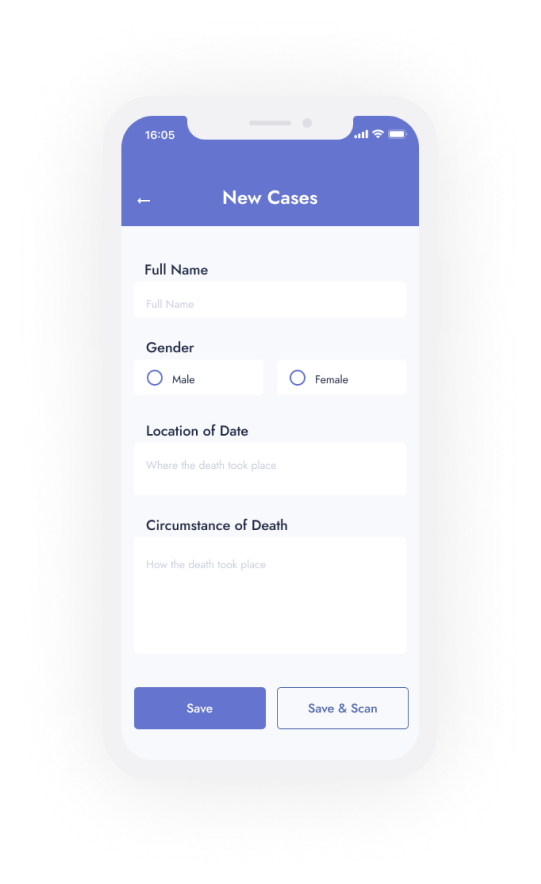 16:05
← New Cases
Full Name
Full Name
Gender
Male Female
Location of Date
Where the death took place
Circumstance of Death
How the death took place
Save Save & Scan